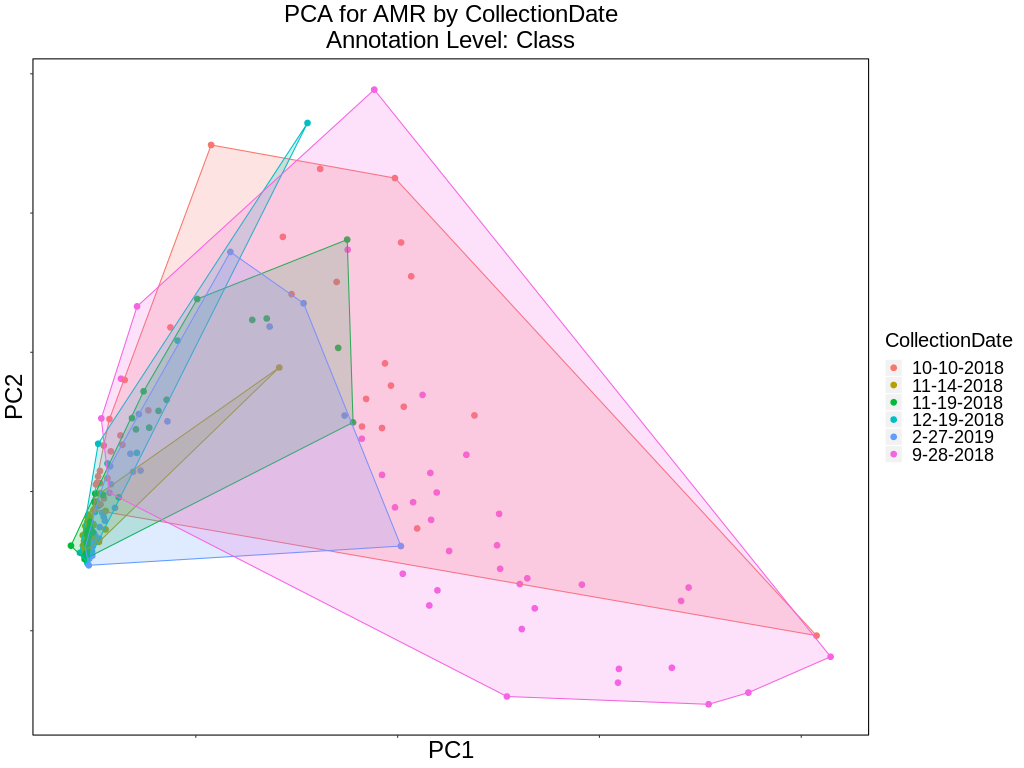 PCA for AMR by CollectionDate
Annotation Level: Class
PC2
PC1
CollectionDate
10-10-2018
11-14-2018
11-19-2018
12-19-2018
2-27-2019
9-28-2018